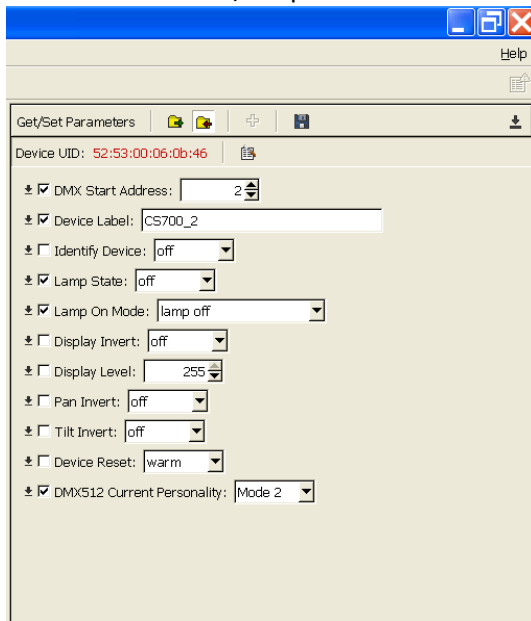 Help
Get/Set Parameters
Device UID: 52:53:00:06:0b:46
DMX Start Address: 2
Device Label: CS700_2
Identify Device: off
Lamp State: off
Lamp On Mode: lamp off
Display Invert: off
Display Level: 255
Pan Invert: off
Tilt Invert: off
Device Reset: warm
DMX512 Current Personality: Mode 2